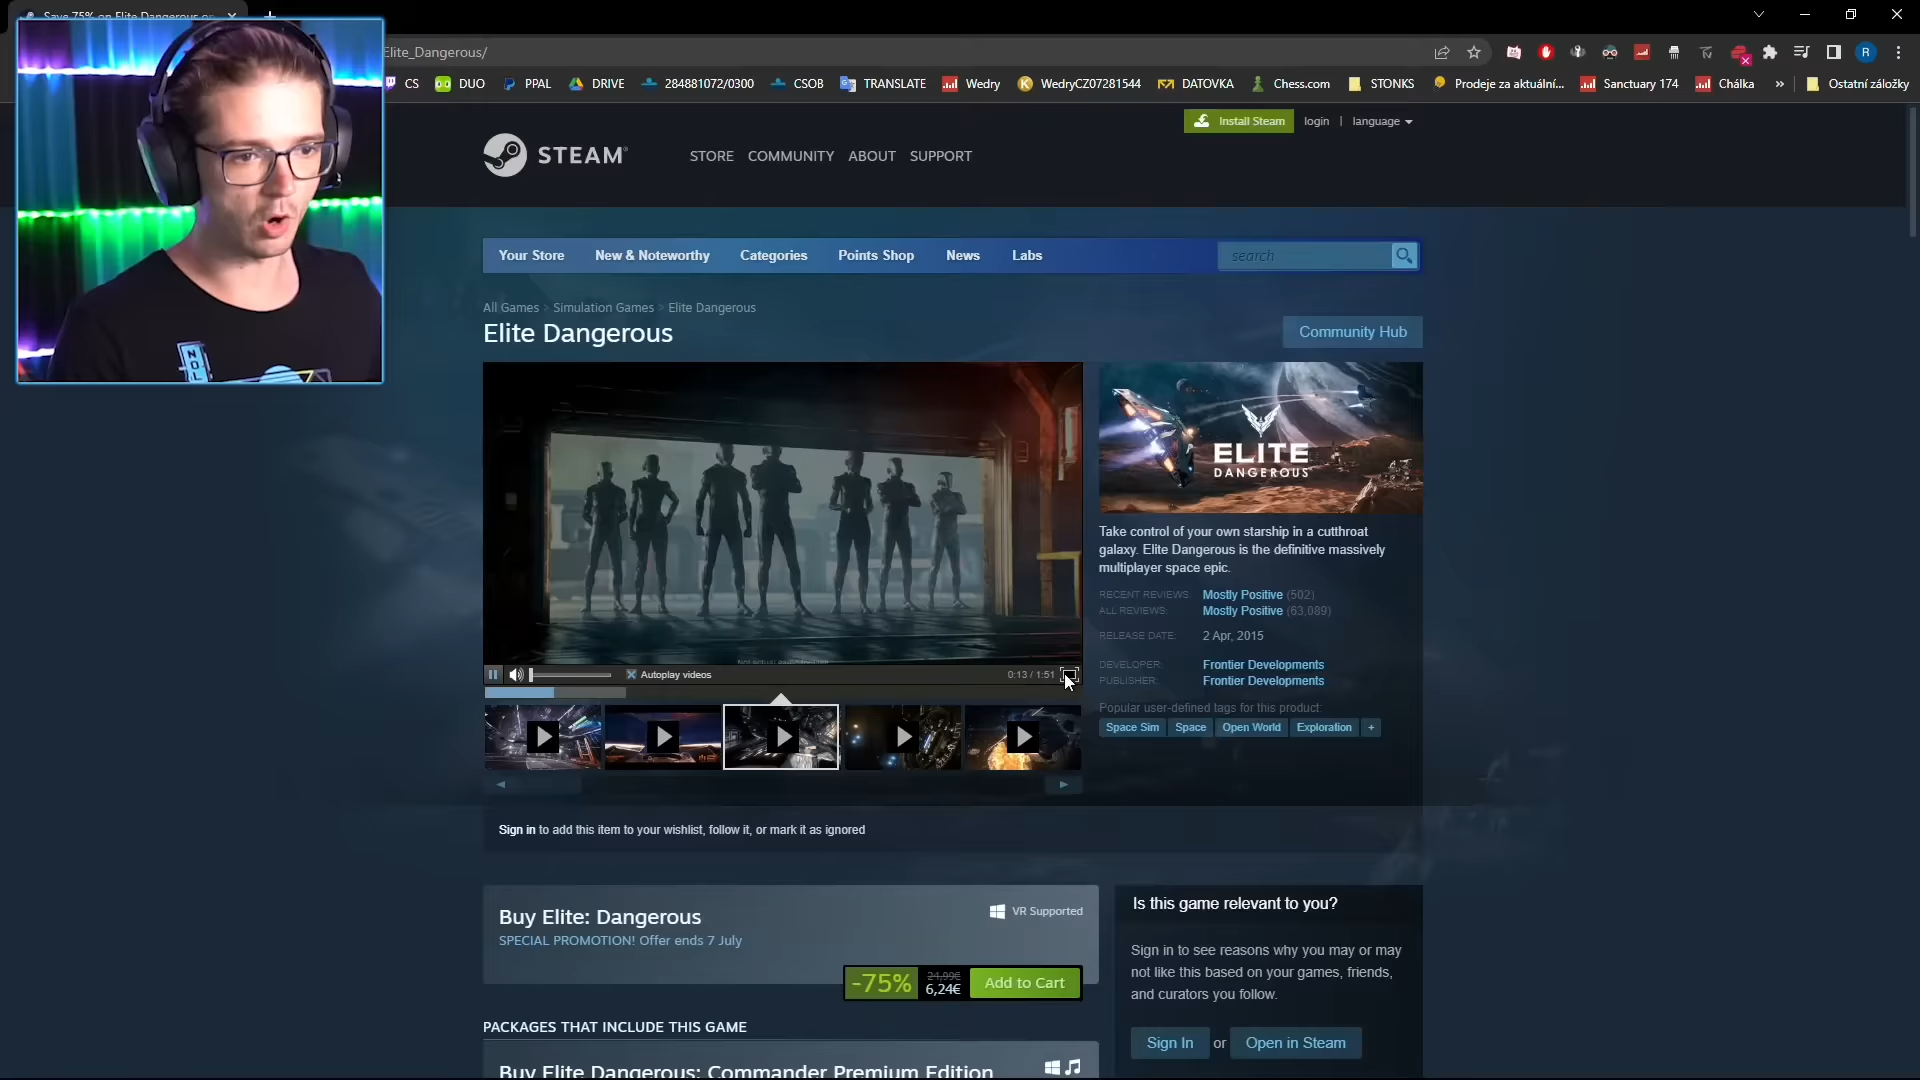 Save 75% on Elite Dangerous on
Elite_Dangerous/
CS
DUO
PPAL
DRIVE
284881072/0300
CSOB
TRANSLATE
Wedry
WedryCZ07281544
DATOVKA
Chess.com
STONKS
Prodeje za aktuální...
Sanctuary 174
Chálka
»
Ostatní záložky
R
Install Steam
login | language
STEAM
STORE COMMUNITY ABOUT SUPPORT
Your Store
New & Noteworthy
Categories
Points Shop
News
Labs
search
All Games > Simulation Games > Elite Dangerous
Elite Dangerous
Community Hub
ELITE
DANGEROUS
Take control of your own starship in a cutthroat
galaxy. Elite Dangerous is the definitive massively
multiplayer space epic.
RECENT REVIEWS: Mostly Positive (502)
ALL REVIEWS: Mostly Positive (63,089)
RELEASE DATE: 2 Apr, 2015
DEVELOPER: Frontier Developments
PUBLISHER: Frontier Developments
Popular user-defined tags for this product:
Space Sim
Space
Open World
Exploration
+
Autoplay videos
0:13 / 1:51
Sign in to add this item to your wishlist, follow it, or mark it as ignored
Buy Elite: Dangerous
VR Supported
SPECIAL PROMOTION! Offer ends 7 July
-75%
24,99€
6,24€
Add to Cart
PACKAGES THAT INCLUDE THIS GAME
Buy Elite Dangerous: Commander Premium Edition
Is this game relevant to you?
Sign in to see reasons why you may or may
not like this based on your games, friends,
and curators you follow.
Sign In or Open in Steam